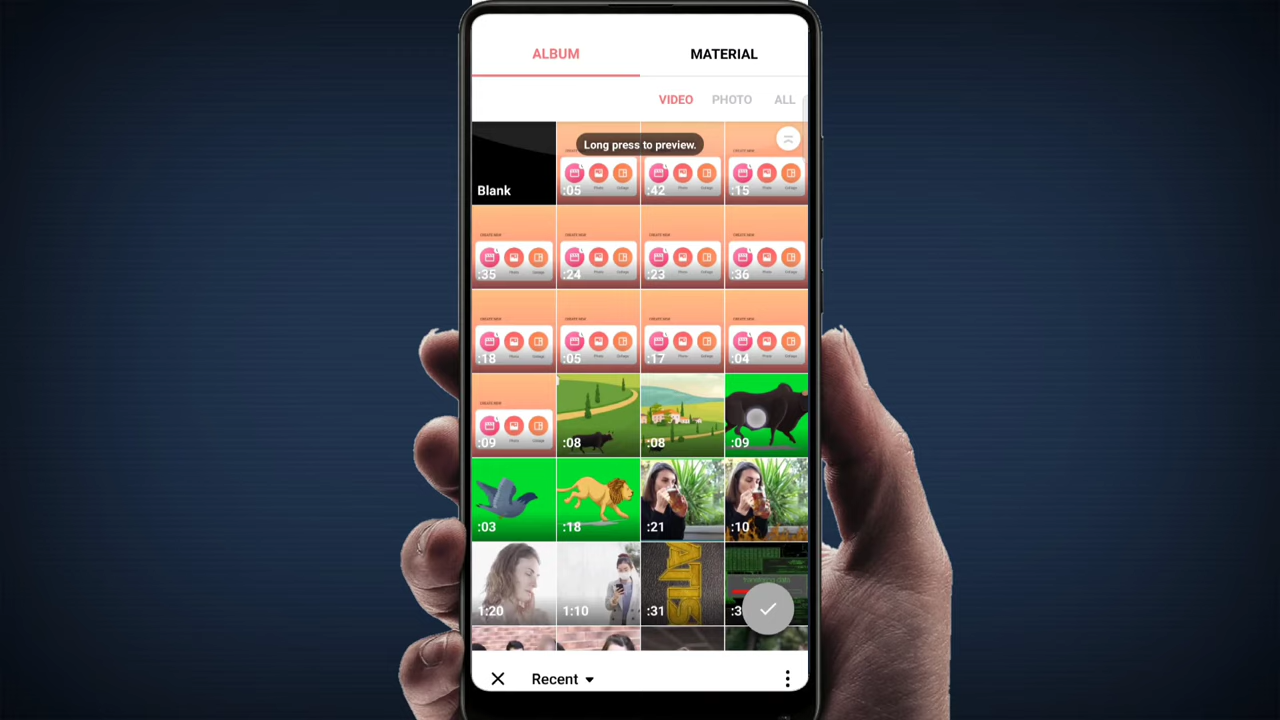 ALBUM MATERIAL
VIDEO PHOTO ALL
Long press to preview.
Blank :05 :42 :15
:35 :24 :23 :36
:18 :05 :17 :04
:09 :08 :08 :09
:03 :18 :21 :10
1:20 1:10 :31
Recent